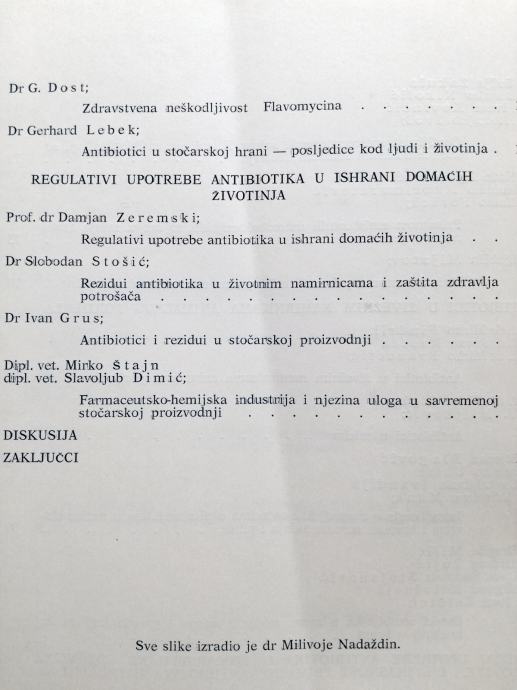 Dr G. Dost;
Zdravstvena neškodljivost Flavomycina . . . . . . .
Dr Gerhard Lebek;
Antibiotici u stočarskoj hrani — posljedice kod ljudi i životinja .
REGULATIVI UPOTREBE ANTIBIOTIKA U ISHRANI DOMAĆIH
ŽIVOTINJA
Prof. dr Damjan Zeremski;
Regulativi upotrebe antibiotika u ishrani domaćih životinja . .
Dr Slobodan Stošić;
Rezidui antibiotika u životnim namirnicama i zaštita zdravlja
potrošača . . . . . . . . . . . . . . . .
Dr Ivan Grus;
Antibiotici i rezidui u stočarskoj proizvodnji . . . . . .
Dipl. vet. Mirko Štajn
dipl. vet. Slavoljub Dimić;
Farmaceutsko-hemijska industrija i njezina uloga u savremenoj
stočarskoj proizvodnji . . . . . . . . . . . .
DISKUSIJA
ZAKLJUČCI
Sve slike izradio je dr Milivoje Nadaždin.